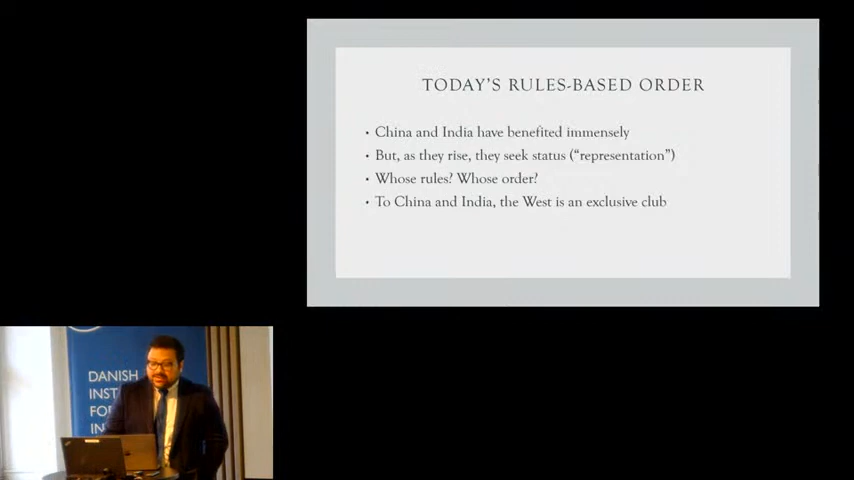 TODAY'S RULES-BASED ORDER
• China and India have benefited immensely
• But, as they rise, they seek status ("representation")
• Whose rules? Whose order?
• To China and India, the West is an exclusive club
DANISH
INST
FO
IN